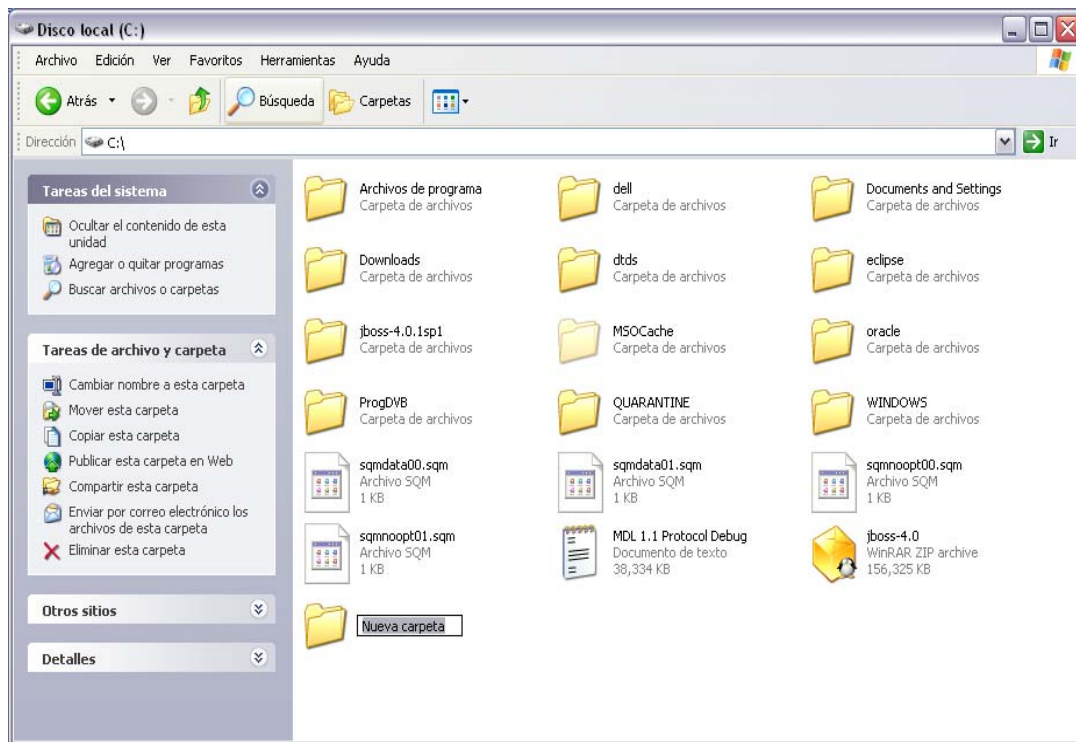 Disco local (C:)
Archivo Edición Ver Favoritos Herramientas Ayuda
Atrás Búsqueda Carpetas
Dirección C:\ Ir
Tareas del sistema
Ocultar el contenido de esta
unidad
Agregar o quitar programas
Buscar archivos o carpetas
Tareas de archivo y carpeta
Cambiar nombre a esta carpeta
Mover esta carpeta
Copiar esta carpeta
Publicar esta carpeta en Web
Compartir esta carpeta
Enviar por correo electrónico los
archivos de esta carpeta
Eliminar esta carpeta
Otros sitios
Detalles
Archivos de programa
Carpeta de archivos
dell
Carpeta de archivos
Documents and Settings
Carpeta de archivos
Downloads
Carpeta de archivos
dtds
Carpeta de archivos
eclipse
Carpeta de archivos
jboss-4.0.1sp1
Carpeta de archivos
MSOCache
Carpeta de archivos
oracle
Carpeta de archivos
ProgDVB
Carpeta de archivos
QUARANTINE
Carpeta de archivos
WINDOWS
Carpeta de archivos
sqmdata00.sqm
Archivo SQM
1 KB
sqmdata01.sqm
Archivo SQM
1 KB
sqmnoopt00.sqm
Archivo SQM
1 KB
sqmnoopt01.sqm
Archivo SQM
1 KB
MDL 1.1 Protocol Debug
Documento de texto
38,334 KB
jboss-4.0
WinRAR ZIP archive
156,325 KB
Nueva carpeta